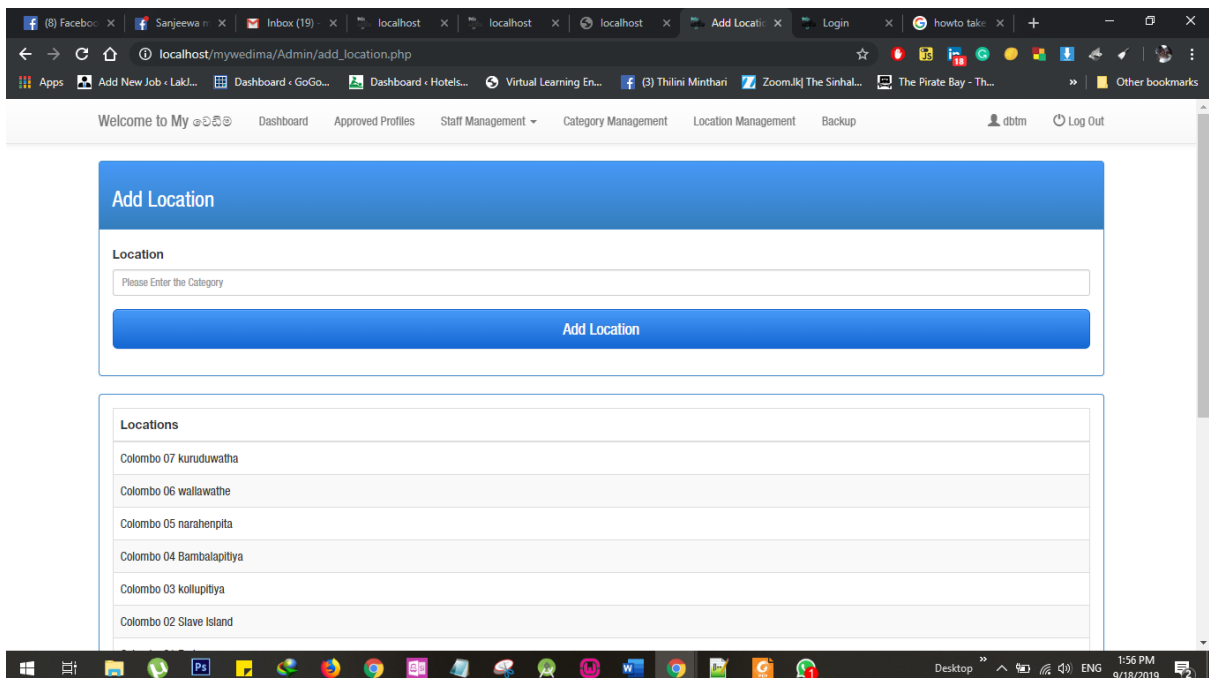 (8) Faceboo
Sanjeewa m
Inbox (19) -
localhost
localhost
localhost
Add Locatic
Login
howto take
localhost/mywedima/Admin/add_location.php
18
Apps
Add New Job ‹ LakJ...
Dashboard ‹ GoGo...
Dashboard ‹ Hotels...
Virtual Learning En...
(3) Thilini Minthari
Zoom.lk| The Sinhal...
The Pirate Bay - Th...
»
Other bookmarks
Welcome to My වෙඩිම
Dashboard
Approved Profiles
Staff Management
Category Management
Location Management
Backup
dbtm
Log Out
Add Location
Location
Please Enter the Category
Add Location
Locations
Colombo 07 kuruduwatha
Colombo 06 wallawathe
Colombo 05 narahenpita
Colombo 04 Bambalapitiya
Colombo 03 kollupitiya
Colombo 02 Slave Island
Desktop
ENG
1:56 PM
9/18/2019